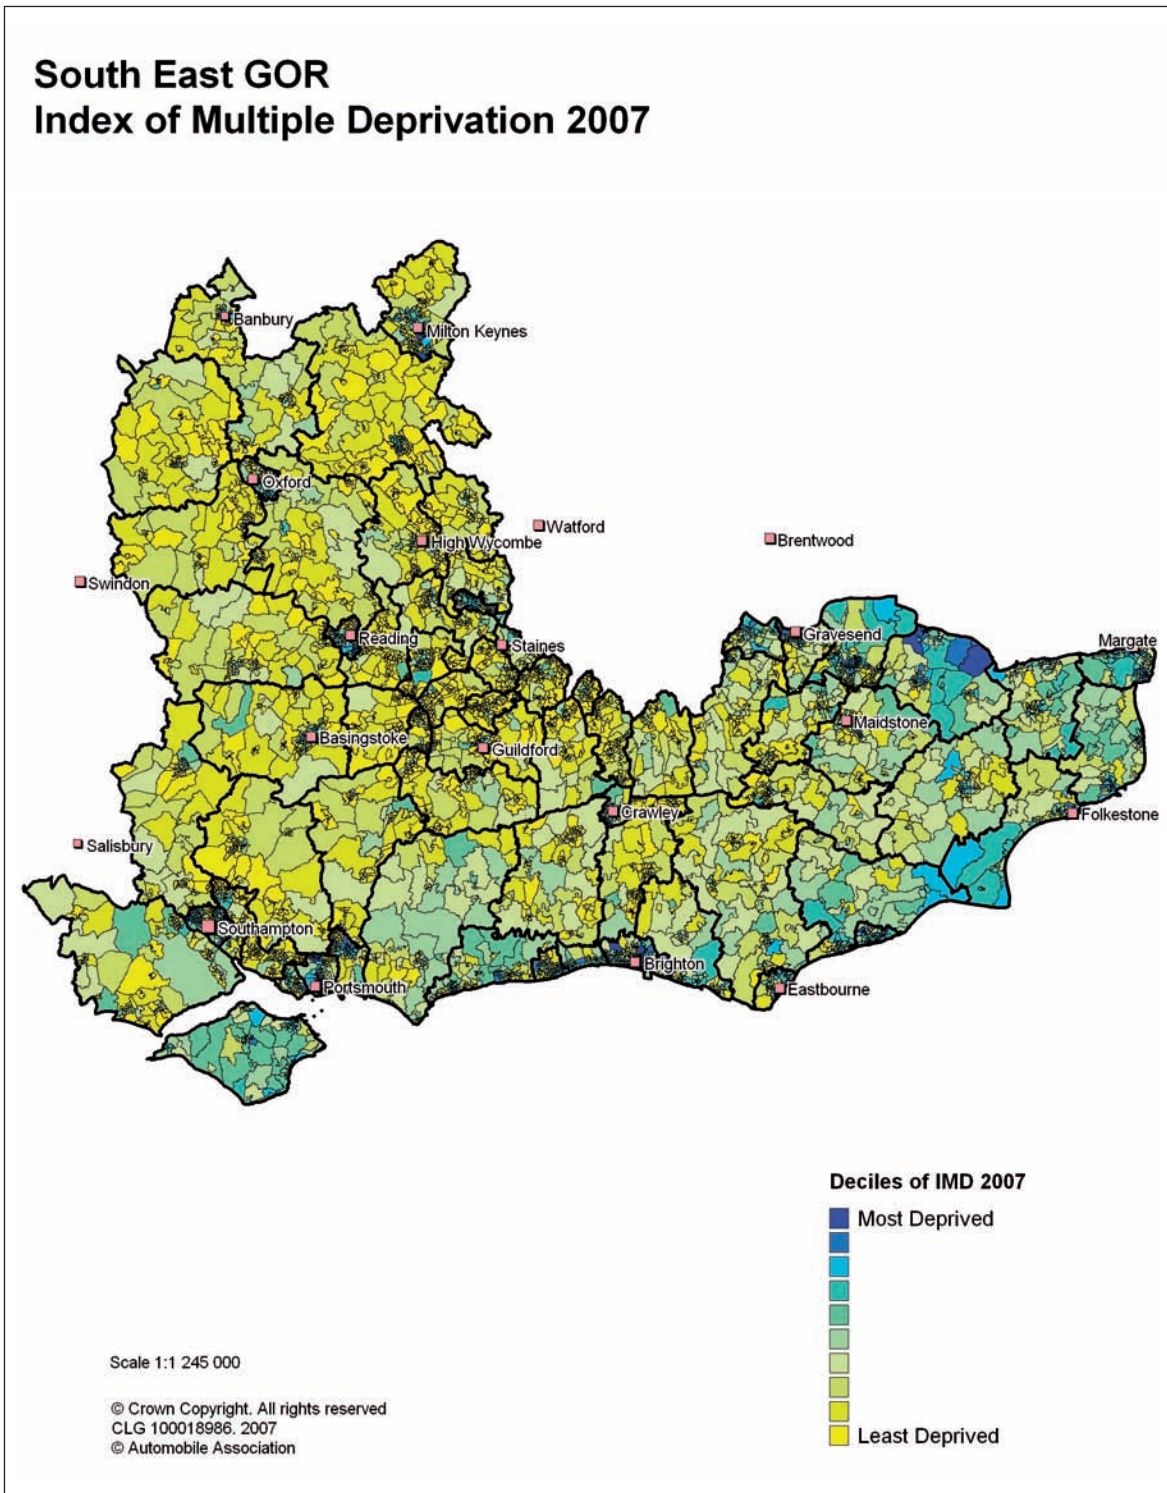 South East GOR
Index of Multiple Deprivation 2007
Banbury
Milton Keynes
Oxford
Watford
High Wycombe
Brentwood
Swindon
Reading
Staines
Gravesend
Margate
Maidstone
Basingstoke
Guildford
Crawley
Folkestone
Salisbury
Southampton
Brighton
Portsmouth
Eastbourne
Deciles of IMD 2007
Most Deprived
Least Deprived
Scale 1:1 245 000
© Crown Copyright. All rights reserved
CLG 100018986. 2007
© Automobile Association